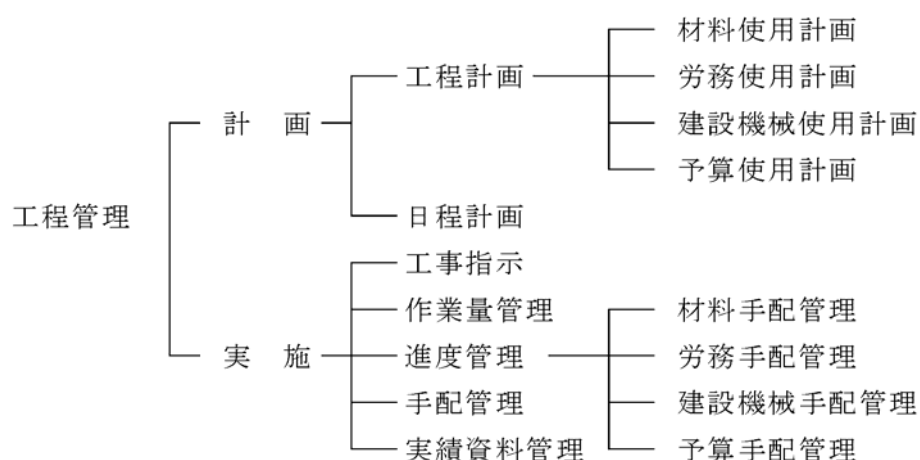 材料使用計画
工程計画
労務使用計画
計　画
建設機械使用計画
予算使用計画
工程管理
日程計画
工事指示
作業量管理
材料手配管理
実　施
進度管理
労務手配管理
手配管理
建設機械手配管理
実績資料管理
予算手配管理